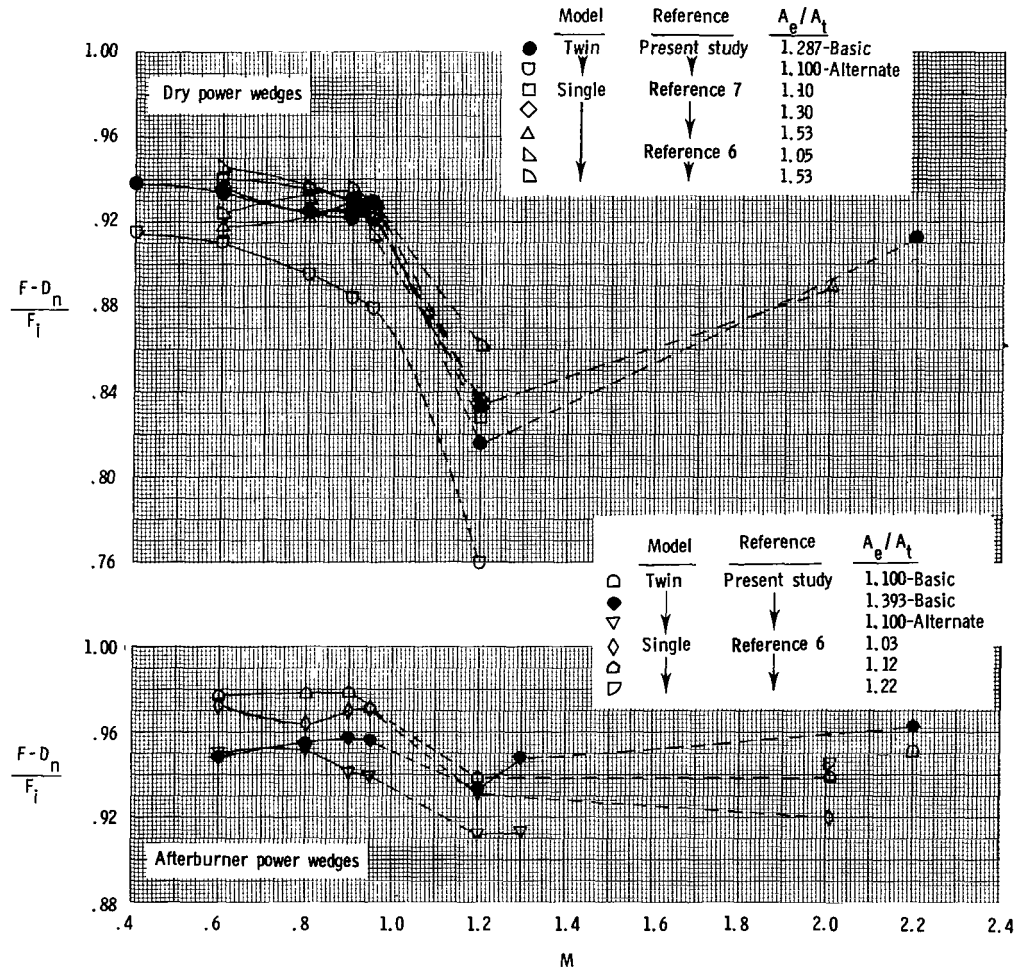 Model Reference A_e/A_t
Twin Present study 1.287-Basic
1.100-Alternate
Single Reference 7 1.10
1.30
1.53
Reference 6 1.05
1.53
Dry power wedges
1.00
.96
.92
.88
.84
.80
.76
F-D_n
F_i
Model Reference A_e/A_t
Twin Present study 1.100-Basic
1.393-Basic
1.100-Alternate
Single Reference 6 1.03
1.12
1.22
1.00
.96
.92
.88
F-D_n
F_i
Afterburner power wedges
.4 .6 .8 1.0 1.2 1.4 1.6 1.8 2.0 2.2 2.4
M